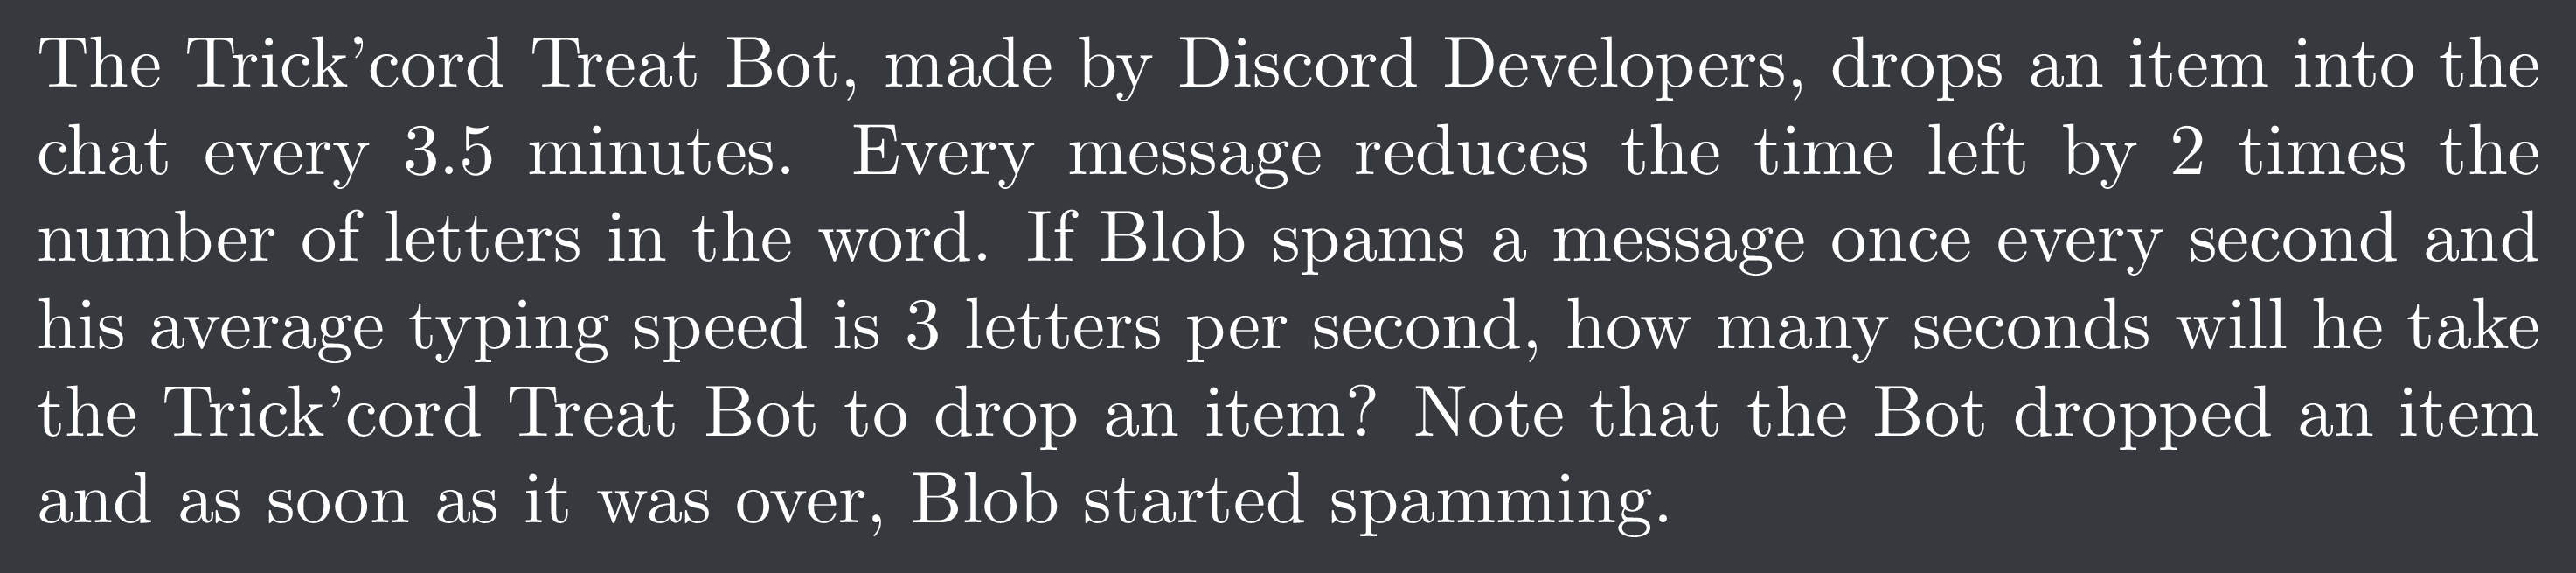 The Trick’cord Treat Bot, made by Discord Developers, drops an item into the
chat every 3.5 minutes. Every message reduces the time left by 2 times the
number of letters in the word. If Blob spams a message once every second and
his average typing speed is 3 letters per second, how many seconds will he take
the Trick’cord Treat Bot to drop an item? Note that the Bot dropped an item
and as soon as it was over, Blob started spamming.